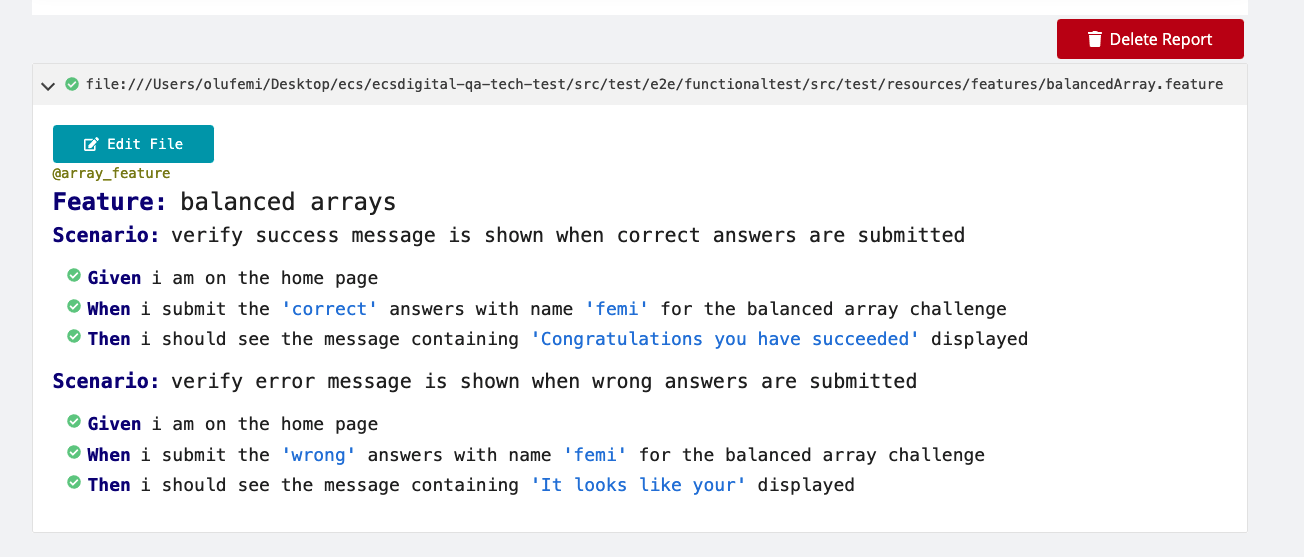 Delete Report
file:///Users/olufemi/Desktop/ecs/ecsdigital-qa-tech-test/src/test/e2e/functionaltest/src/test/resources/features/balancedArray.feature
Edit File
@array_feature
Feature: balanced arrays
Scenario: verify success message is shown when correct answers are submitted
Given i am on the home page
When i submit the 'correct' answers with name 'femi' for the balanced array challenge
Then i should see the message containing 'Congratulations you have succeeded' displayed
Scenario: verify error message is shown when wrong answers are submitted
Given i am on the home page
When i submit the 'wrong' answers with name 'femi' for the balanced array challenge
Then i should see the message containing 'It looks like your' displayed